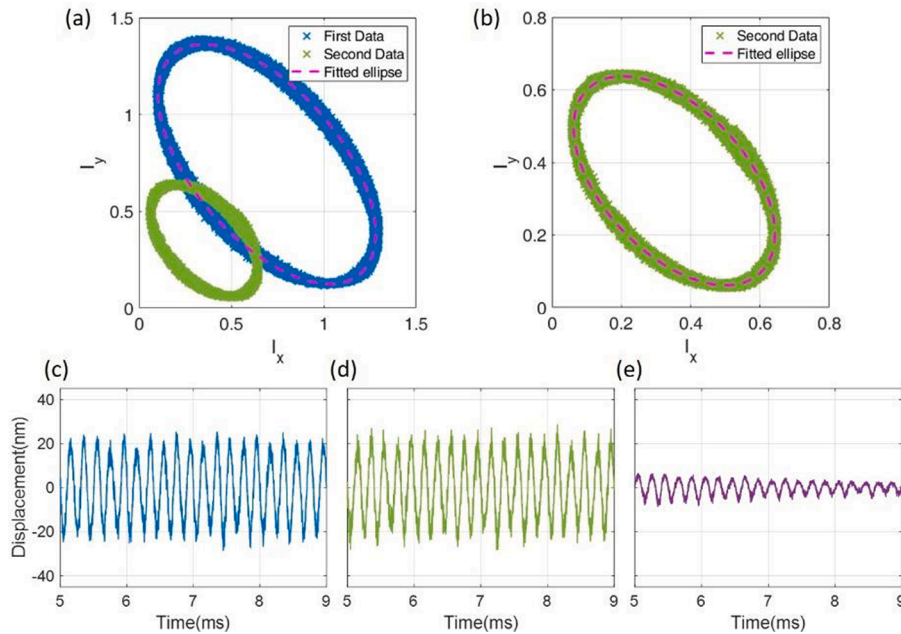 (a)
1.5
1
0.5
0
I_y
0 0.5 1 1.5
I_x
First Data
Second Data
Fitted ellipse
(b)
0.8
0.6
0.4
0.2
0
I_y
0 0.2 0.4 0.6 0.8
I_x
Second Data
Fitted ellipse
(c)
40
20
0
-20
-40
Displacement(nm)
5 6 7 8 9
Time(ms)
(d)
5 6 7 8 9
Time(ms)
(e)
5 6 7 8 9
Time(ms)